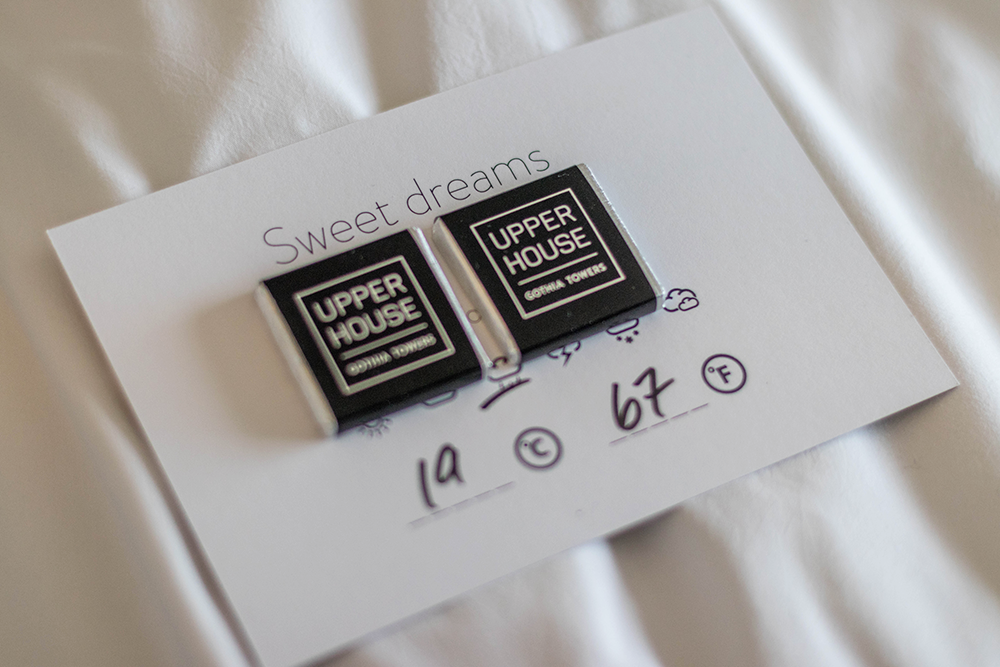 Sweet dreams
UPPER
HOUSE
GOTHIA TOWERS
UPPER
HOUSE
GOTHIA TOWERS
19 °C 67 °F